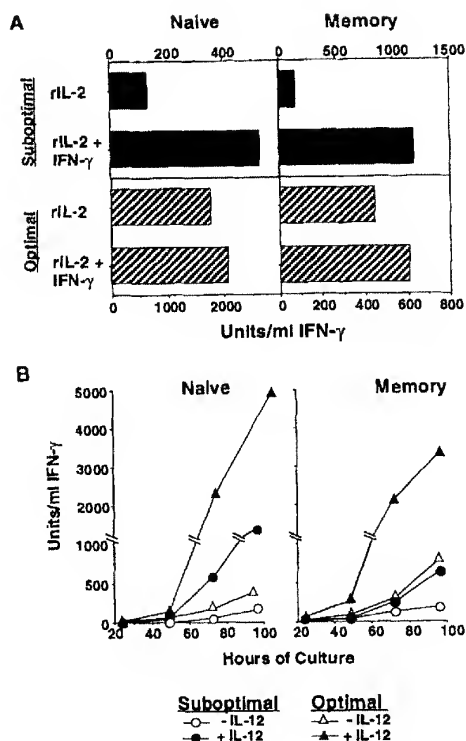 A
Naive
Memory
0 200 400
0 500 1000 1500
Suboptimal
rIL-2
rIL-2 +
IFN-γ
Optimal
rIL-2
rIL-2 +
IFN-γ
0 1000 2000
0 200 400 600 800
Units/ml IFN-γ
B
Naive
Memory
Units/ml IFN-γ
5000
4000
3000
2000
1000
500
0
20 40 60 80 100
20 40 60 80 100
Hours of Culture
Suboptimal Optimal
- IL-12 - IL-12
+ IL-12 + IL-12